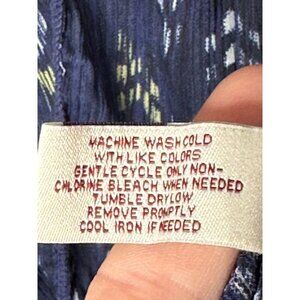 MACHINE WASH COLD
WITH LIKE COLORS
GENTLE CYCLE ONLY NON-
CHLORINE BLEACH WHEN NEEDED
TUMBLE DRY LOW
REMOVE PROMPTLY
COOL IRON IF NEEDED